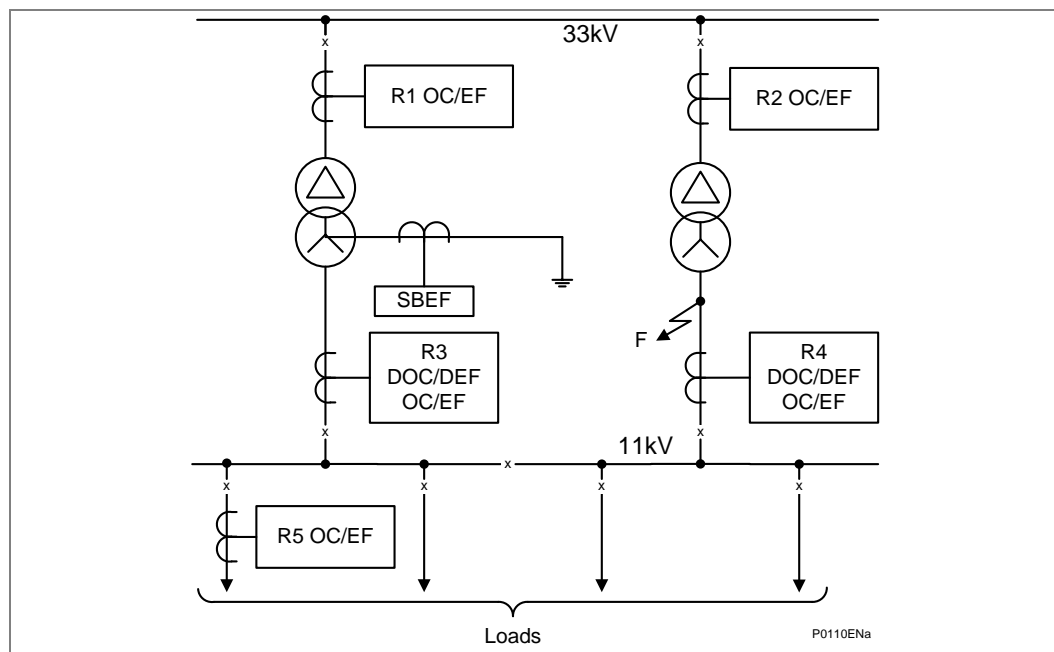 33kV
R1 OC/EF
R2 OC/EF
SBEF
F
R3
DOC/DEF
OC/EF
R4
DOC/DEF
OC/EF
11kV
R5 OC/EF
Loads
P0110ENa